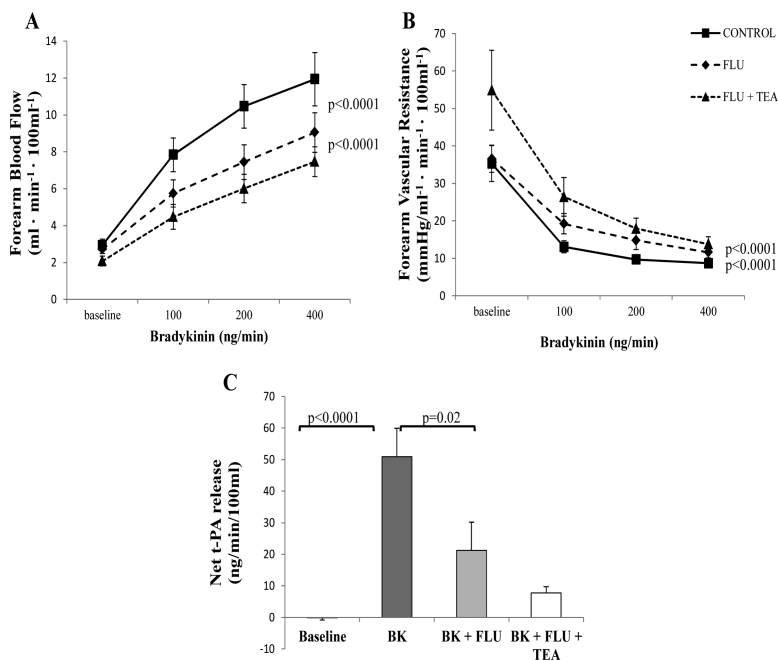 A
Forearm Blood Flow
(ml · min⁻¹ · 100ml⁻¹)
14
12
10
8
6
4
2
0
p<0.0001
p<0.0001
baseline
100
200
400
Bradykinin (ng/min)
B
Forearm Vascular Resistance
(mmHg/ml⁻¹ · min⁻¹ · 100ml⁻¹)
70
60
50
40
30
20
10
0
CONTROL
FLU
FLU + TEA
p<0.0001
p<0.0001
baseline
100
200
400
Bradykinin (ng/min)
C
Net t-PA release
(ng/min/100ml)
70
60
50
40
30
20
10
0
-10
p<0.0001
p=0.02
Baseline
BK
BK + FLU
BK + FLU +
TEA